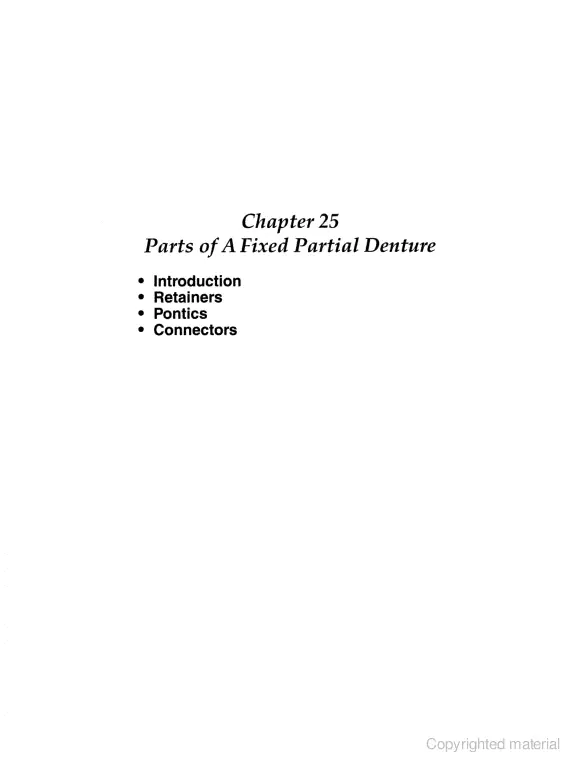 Chapter 25
Parts of A Fixed Partial Denture
• Introduction
• Retainers
• Pontics
• Connectors
Copyrighted material